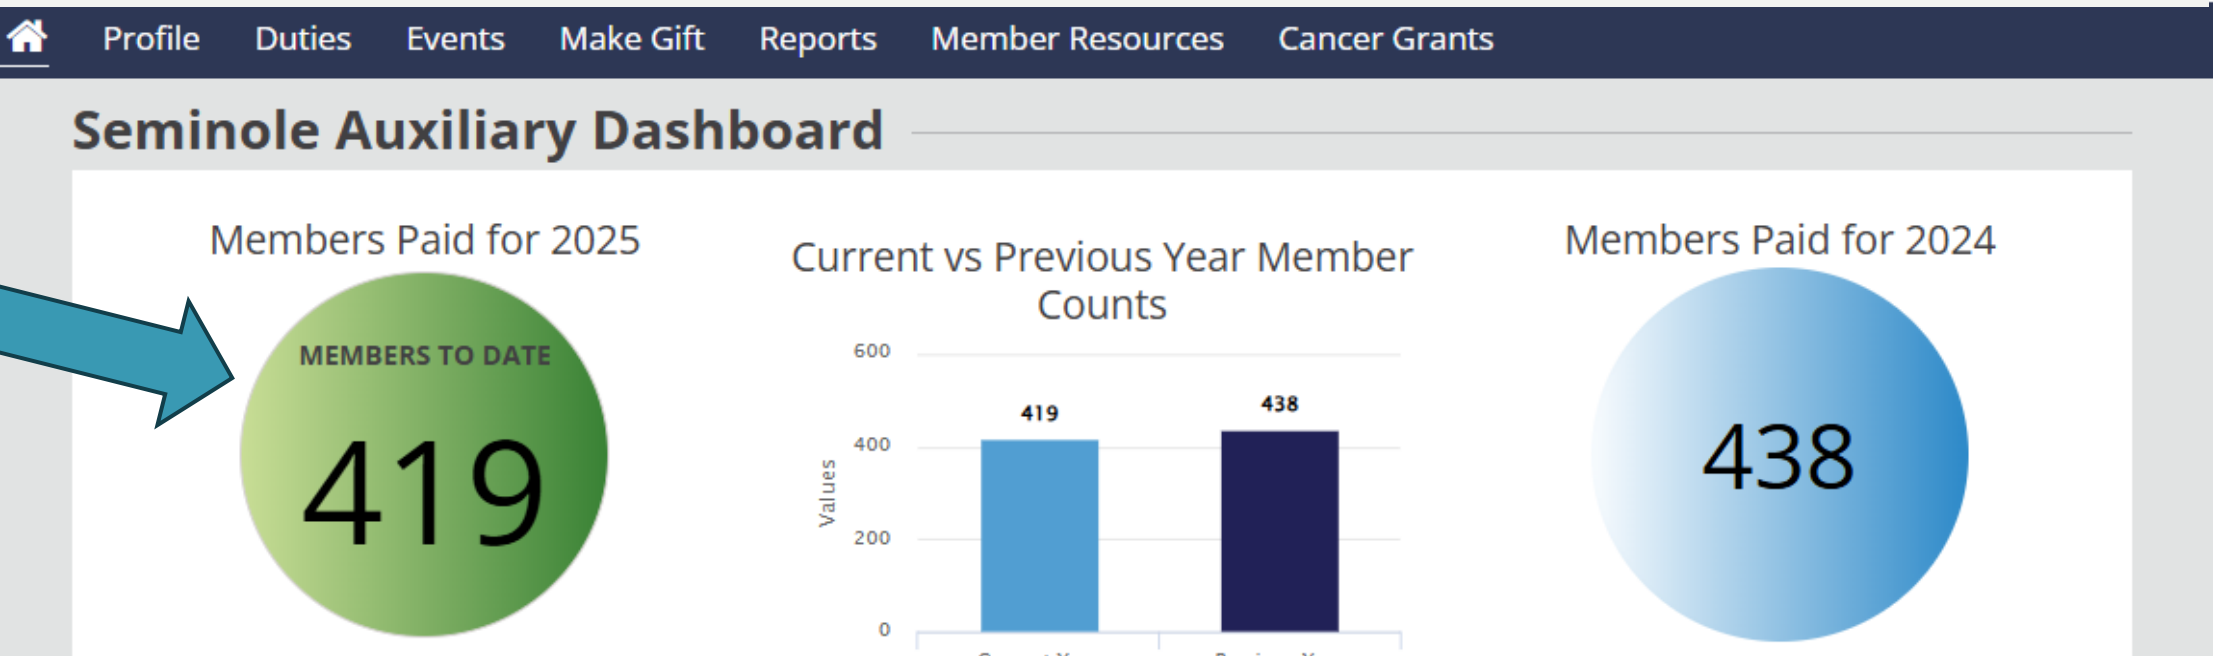 Profile Duties Events Make Gift Reports Member Resources Cancer Grants
Seminole Auxiliary Dashboard
Members Paid for 2025
MEMBERS TO DATE
419
Current vs Previous Year Member
Counts
600
400
200
0
Values
419
438
Members Paid for 2024
438